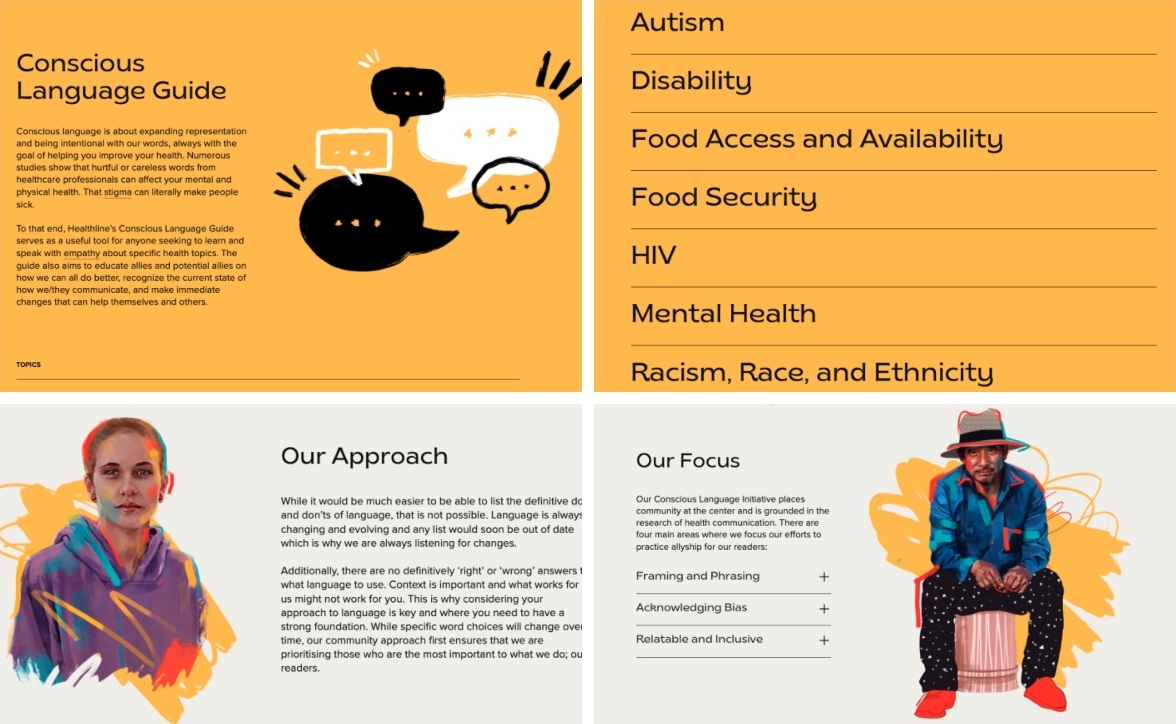 Conscious
Language Guide
Conscious language is about expanding representation
and being intentional with our words, always with the
goal of helping you improve your health. Numerous
studies show that hurtful or careless words from
healthcare professionals can affect your mental and
physical health. That stigma can literally make people
sick.
To that end, Healthline's Conscious Language Guide
serves as a useful tool for anyone seeking to learn and
speak with empathy about specific health topics. The
guide also aims to educate allies and potential allies on
how we can all do better, recognize the current state of
how we/they communicate, and make immediate
changes that can help themselves and others.
TOPICS
Autism
Disability
Food Access and Availability
Food Security
HIV
Mental Health
Racism, Race, and Ethnicity
Our Approach
While it would be much easier to be able to list the definitive do
and don'ts of language, that is not possible. Language is always
changing and evolving and any list would soon be out of date
which is why we are always listening for changes.
Additionally, there are no definitively 'right' or 'wrong' answers t
what language to use. Context is important and what works for
us might not work for you. This is why considering your
approach to language is key and where you need to have a
strong foundation. While specific word choices will change over
time, our community approach first ensures that we are
prioritising those who are the most important to what we do; ou
readers.
Our Focus
Our Conscious Language Initiative places
community at the center and is grounded in the
research of health communication. There are
four main areas where we focus our efforts to
practice allyship for our readers:
Framing and Phrasing +
Acknowledging Bias +
Relatable and Inclusive +